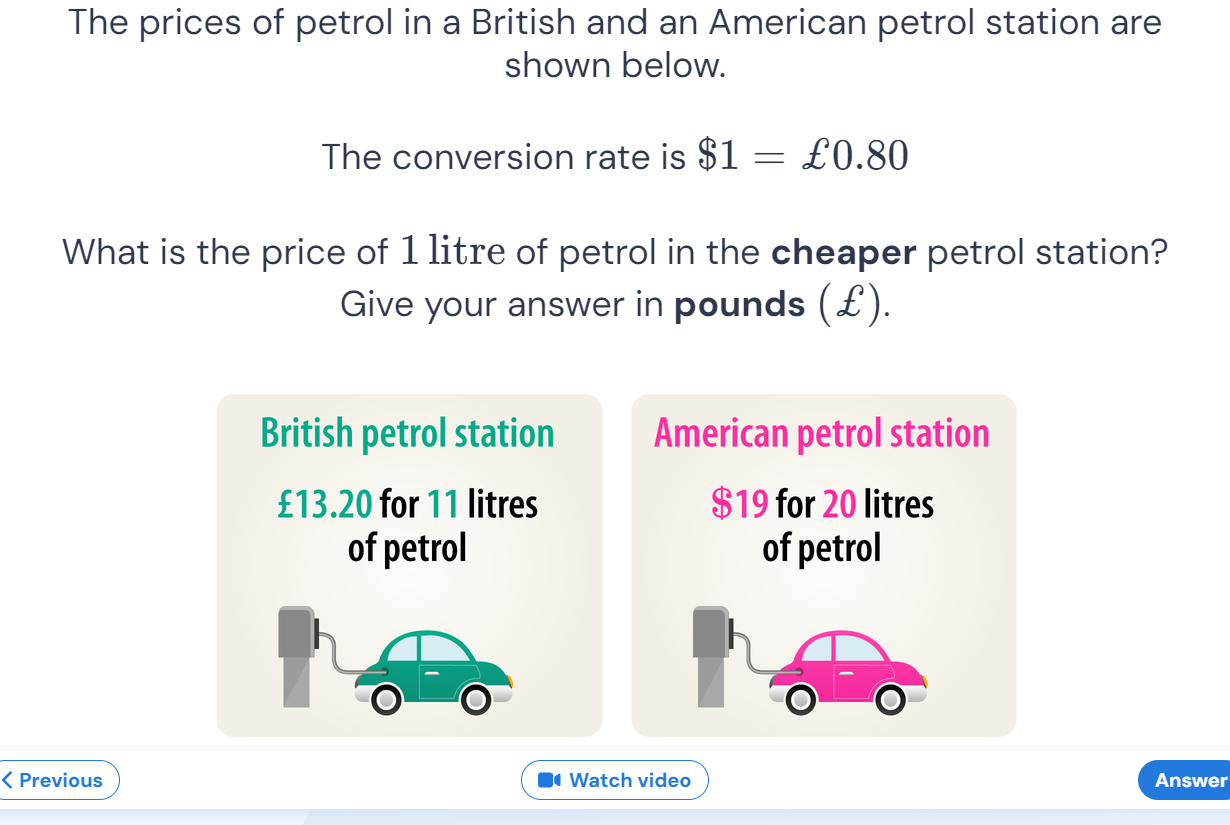 The prices of petrol in a British and an American petrol station are
shown below.
The conversion rate is $1 = £0.80
What is the price of 1 litre of petrol in the cheaper petrol station?
Give your answer in pounds (£).
British petrol station
£13.20 for 11 litres
of petrol
American petrol station
$19 for 20 litres
of petrol
Previous
Watch video
Answer